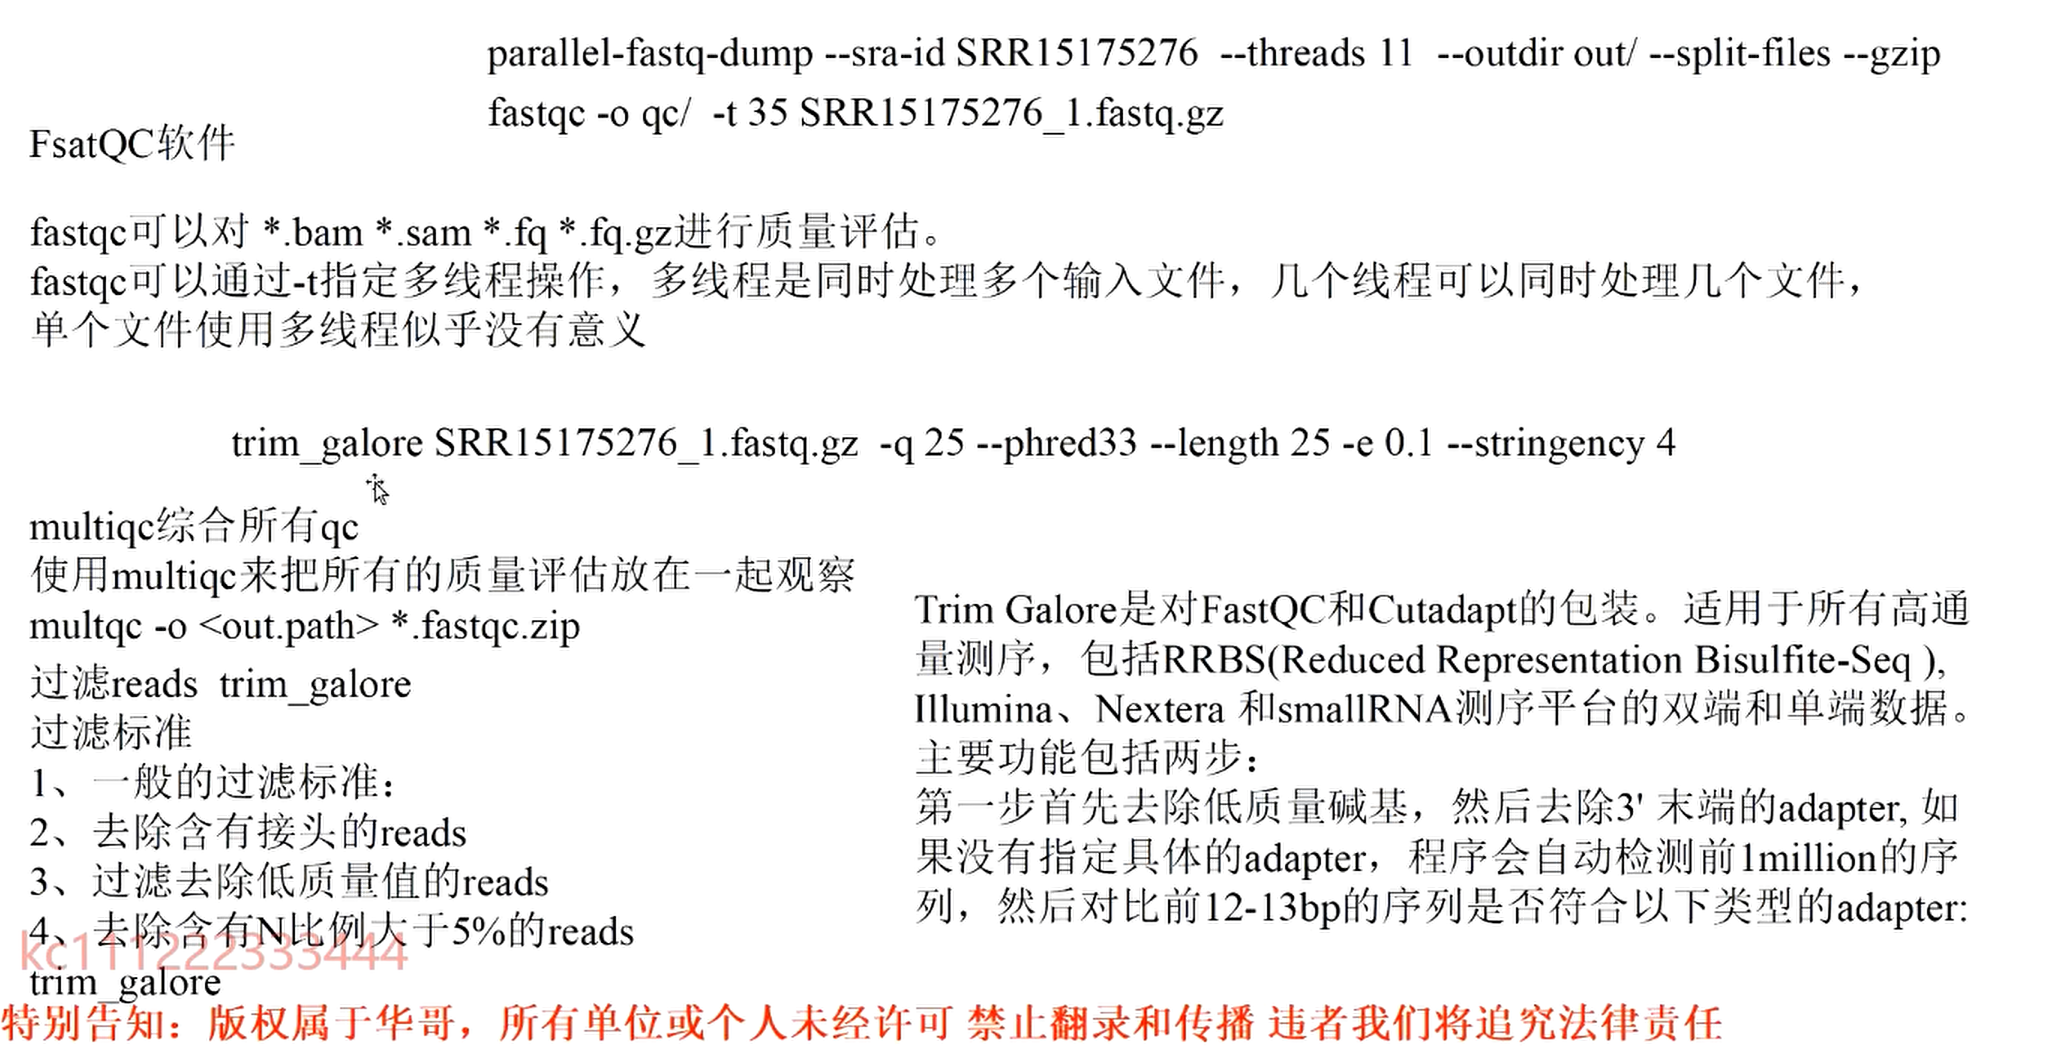 parallel-fastq-dump --sra-id SRR15175276  --threads 11  --outdir out/ --split-files --gzip
fastqc -o qc/  -t 35 SRR15175276_1.fastq.gz
FsatQC软件
fastqc可以对 *.bam *.sam *.fq *.fq.gz进行质量评估。
fastqc可以通过-t指定多线程操作，多线程是同时处理多个输入文件，几个线程可以同时处理几个文件，
单个文件使用多线程似乎没有意义
trim_galore SRR15175276_1.fastq.gz  -q 25 --phred33 --length 25 -e 0.1 --stringency 4
multiqc综合所有qc
使用multiqc来把所有的质量评估放在一起观察
multqc -o <out.path> *.fastqc.zip
过滤reads  trim_galore
过滤标准
1、一般的过滤标准：
2、去除含有接头的reads
3、过滤去除低质量值的reads
4、去除含有N比例大于5%的reads
kc111222333444
trim_galore
Trim Galore是对FastQC和Cutadapt的包装。适用于所有高通
量测序，包括RRBS(Reduced Representation Bisulfite-Seq ),
Illumina、Nextera 和smallRNA测序平台的双端和单端数据。
主要功能包括两步：
第一步首先去除低质量碱基，然后去除3' 末端的adapter, 如
果没有指定具体的adapter，程序会自动检测前1million的序
列，然后对比前12-13bp的序列是否符合以下类型的adapter:
特别告知：版权属于华哥，所有单位或个人未经许可 禁止翻录和传播 违者我们将追究法律责任